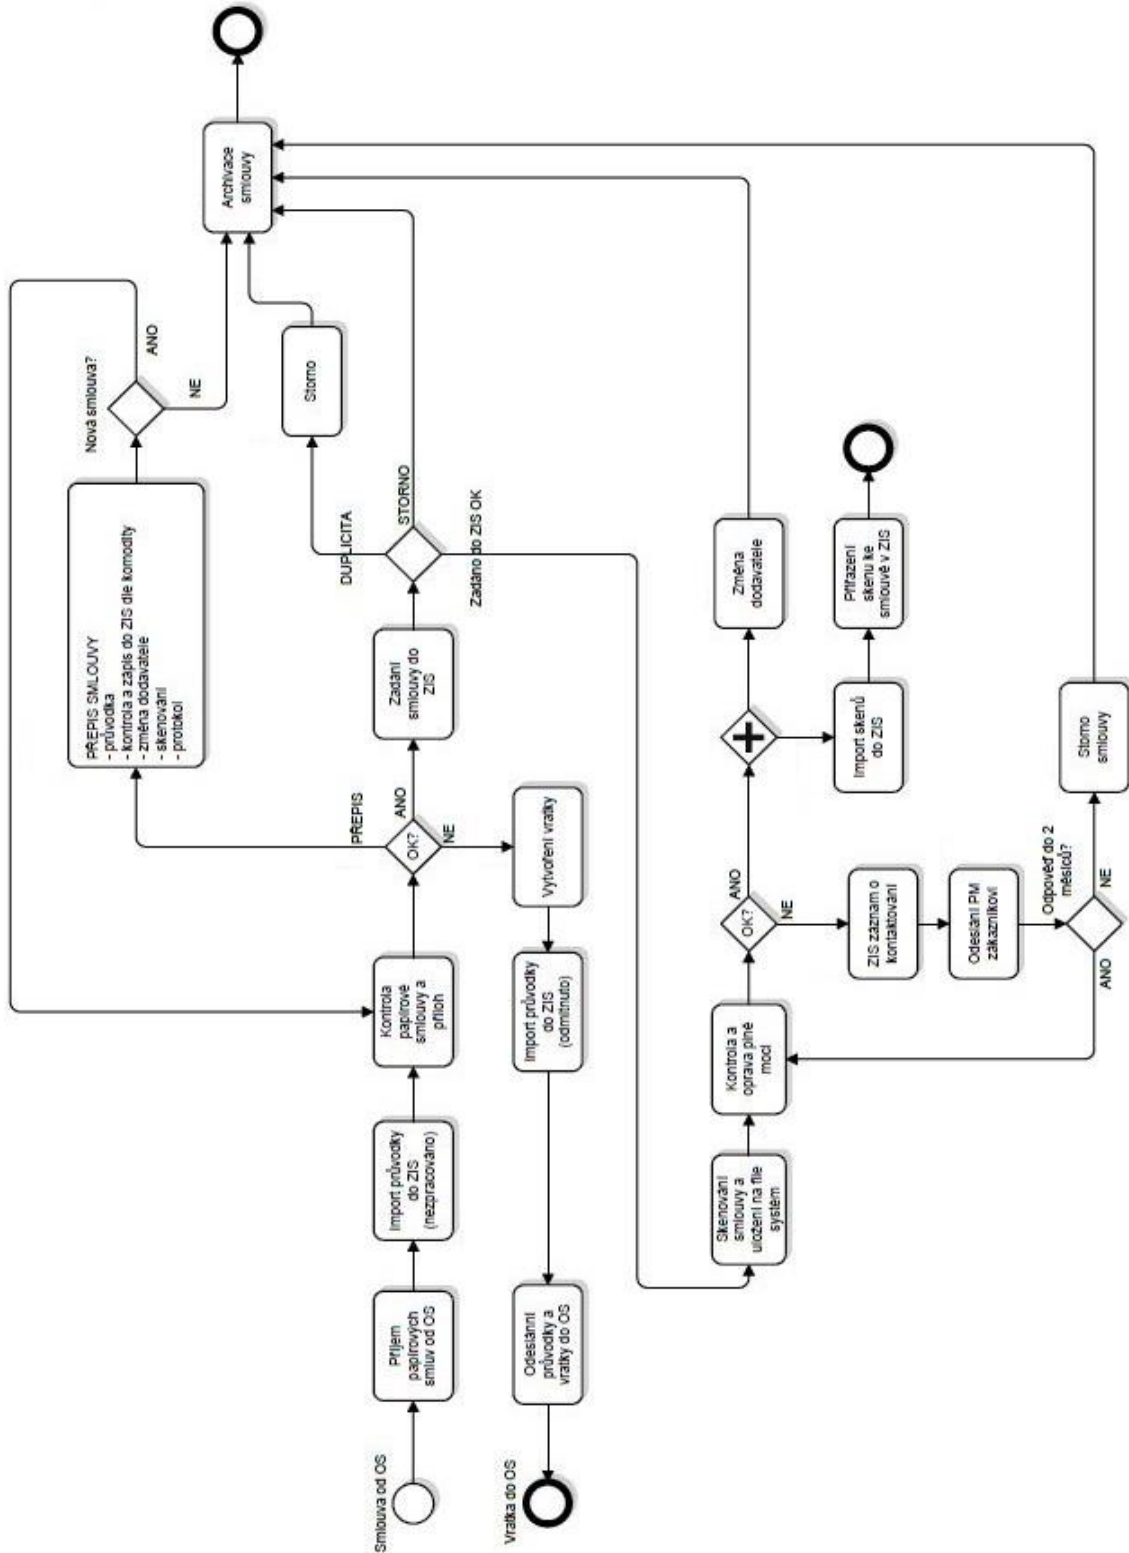 Smlouva od OS
Příjem
papírových
smluv od OS
Import průvodky
do ZIS
(nezpracováno)
Kontrola
papírové
smlouvy a
příloh
OK?
PŘEPIS
ANO
NE
PŘEPIS SMLOUVY
- průvodka
- kontrola a zápis do ZIS dle komodity
- změna dodavatele
- skenování
- protokol
Nová smlouva?
ANO
NE
Archivace
smlouvy
Zadání
smlouvy do
ZIS
DUPLICITA
STORNO
Zadáno do ZIS OK
Storno
Vytvoření vratky
Import průvodky
do ZIS
(odmítnuto)
Odeslánní
průvodky a
vratky do OS
Vratka do OS
Skenování
smlouvy a
uložení na file
systém
Kontrola a
oprava plné
moci
OK?
ANO
NE
Změna
dodavatele
Import skenů
do ZIS
Přiřazení
skenu ke
smlouvě v ZIS
ZIS záznam o
kontaktování
Odeslání PM
zákazníkovi
Odpověď do 2
měsíců?
ANO
NE
Storno
smlouvy